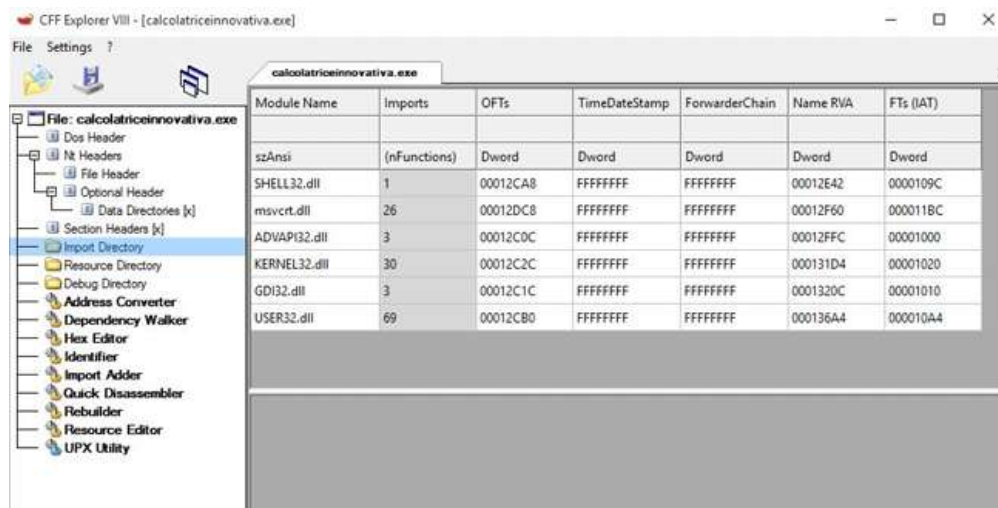 CFF Explorer VIII - [calcolatriceinnovativa.exe]
File Settings ?
calcolatriceinnovativa.exe
File: calcolatriceinnovativa.exe
Dos Header
Nt Headers
File Header
Optional Header
Data Directories [x]
Section Headers [x]
Import Directory
Resource Directory
Debug Directory
Address Converter
Dependency Walker
Hex Editor
Identifier
Import Adder
Quick Disassembler
Rebuilder
Resource Editor
UPX Utility
Module Name Imports OFTs TimeDateStamp ForwarderChain Name RVA FTs (IAT)
szAnsi (nFunctions) Dword Dword Dword Dword Dword
SHELL32.dll 1 00012CA8 FFFFFFFF FFFFFFFF 00012E42 0000109C
msvcrt.dll 26 00012DC8 FFFFFFFF FFFFFFFF 00012F60 000011BC
ADVAPI32.dll 3 00012C0C FFFFFFFF FFFFFFFF 00012FFC 00001000
KERNEL32.dll 30 00012C2C FFFFFFFF FFFFFFFF 000131D4 00001020
GDI32.dll 3 00012C1C FFFFFFFF FFFFFFFF 0001320C 00001010
USER32.dll 69 00012CB0 FFFFFFFF FFFFFFFF 000136A4 000010A4